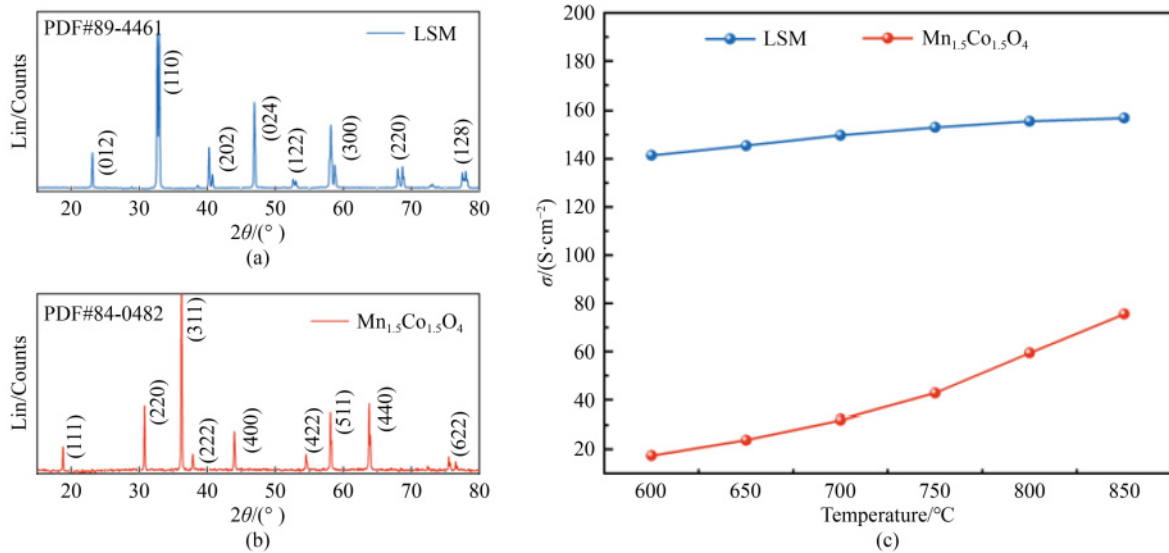 PDF#89-4461
LSM
(012)
(110)
(202)
(024)
(122)
(300)
(220)
(128)
Lin/Counts
20 30 40 50 60 70 80
2θ/(° )
(a)
PDF#84-0482
Mn1.5Co1.5O4
(111)
(220)
(311)
(222)
(400)
(422)
(511)
(440)
(622)
Lin/Counts
20 30 40 50 60 70 80
2θ/(° )
(b)
LSM Mn1.5Co1.5O4
200
180
160
140
120
100
80
60
40
20
σ/(S·cm⁻²)
600 650 700 750 800 850
Temperature/°C
(c)